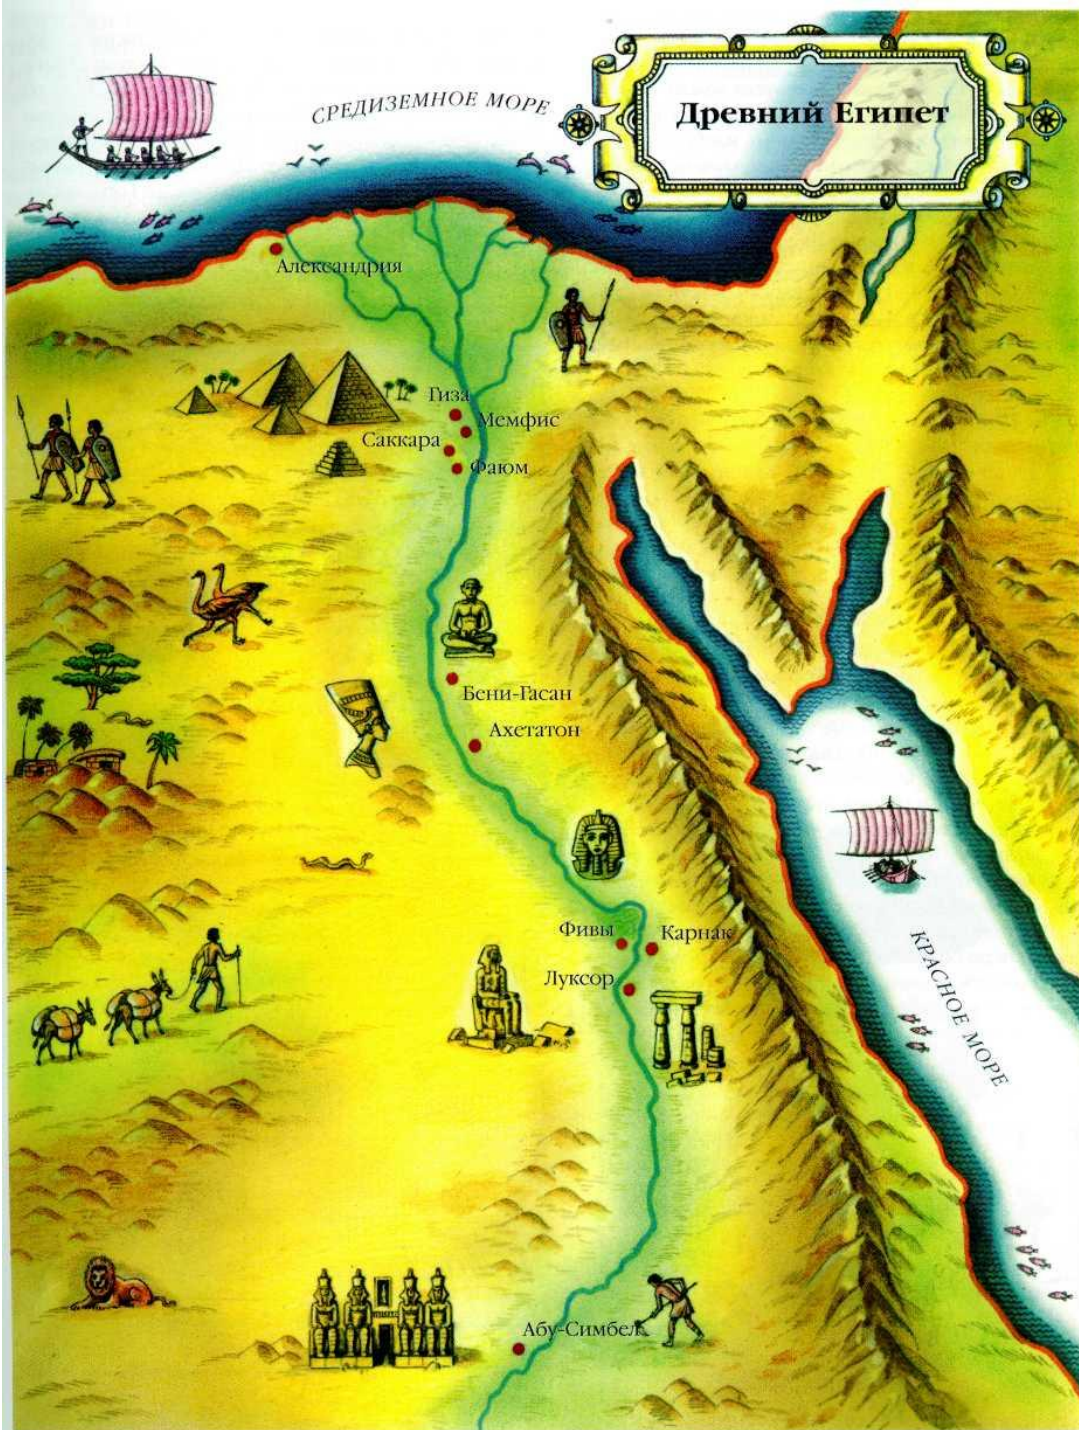 СРЕДИЗЕМНОЕ МОРЕ
Древний Египет
Александрия
Гиза
Мемфис
Саккара
Фаюм
Бени-Гасан
Ахетатон
Фивы
Карнак
Луксор
КРАСНОЕ МОРЕ
Абу-Симбел